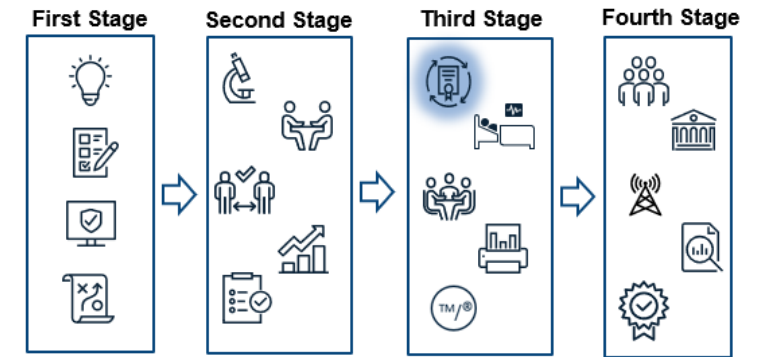 First Stage
Second Stage
Third Stage
Fourth Stage
TM/®